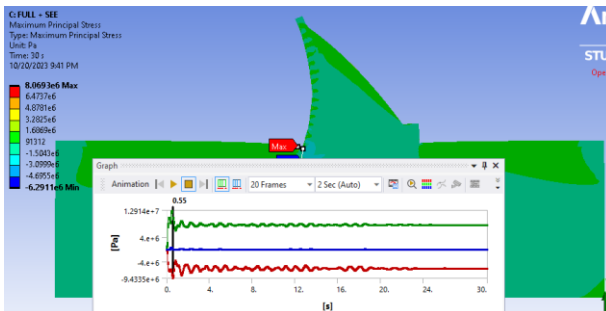 C: FULL + SEE
Maximum Principal Stress
Type: Maximum Principal Stress
Unit: Pa
Time: 30 s
10/20/2023 9:41 PM
8.0693e6 Max
6.4737e6
4.8781e6
3.2825e6
1.6869e6
91312
-1.5043e6
-3.0999e6
-4.6955e6
-6.2911e6 Min
An
STU
Ope
Max
Graph
Animation
20 Frames
2 Sec (Auto)
0.55
1.2914e+7
4.e+6
-4.e+6
-9.4335e+6
[Pa]
0. 4. 8. 12. 16. 20. 24. 30.
[s]